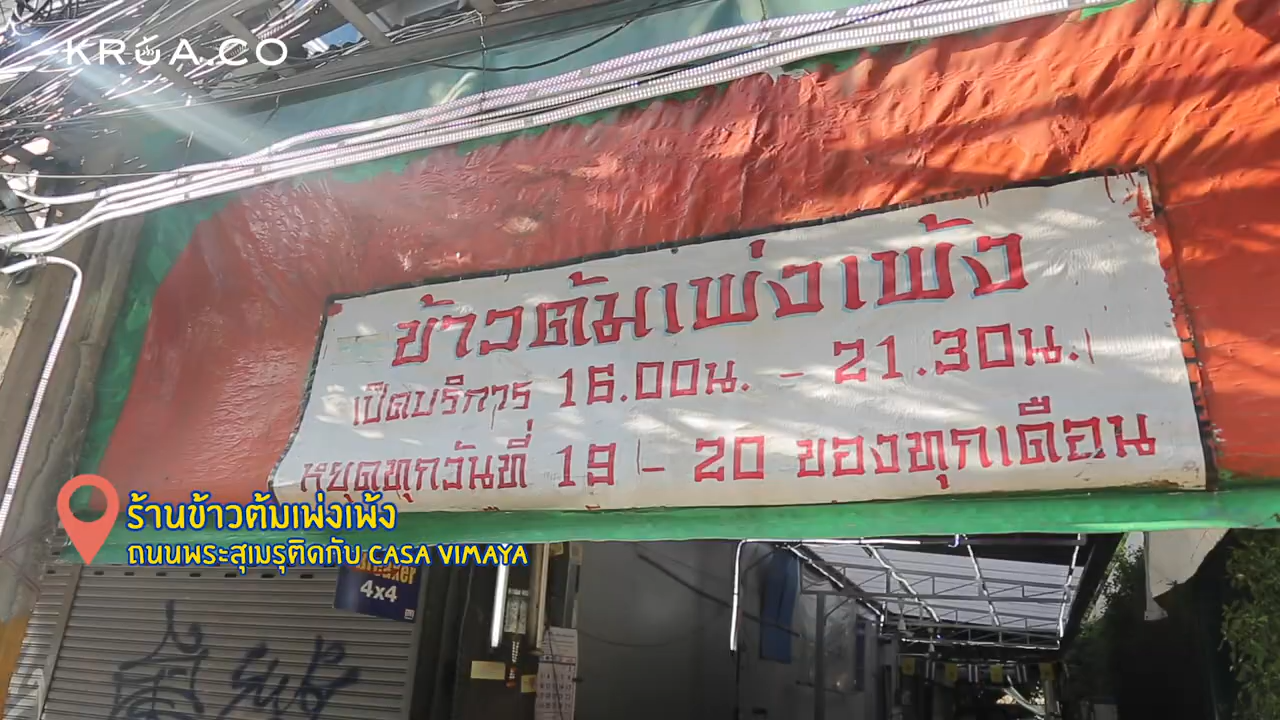 KRUA.CO
ข้าวต้มเพ่งเพ้ง
เปิดบริการ 16.00น. - 21.30น.
หยุดทุกวันที่ 19 - 20 ของทุกเดือน
ร้านข้าวต้มเพ่งเพ้ง
ถนนพระสุเมรุติดกับ CASA VIMAYA
4x4